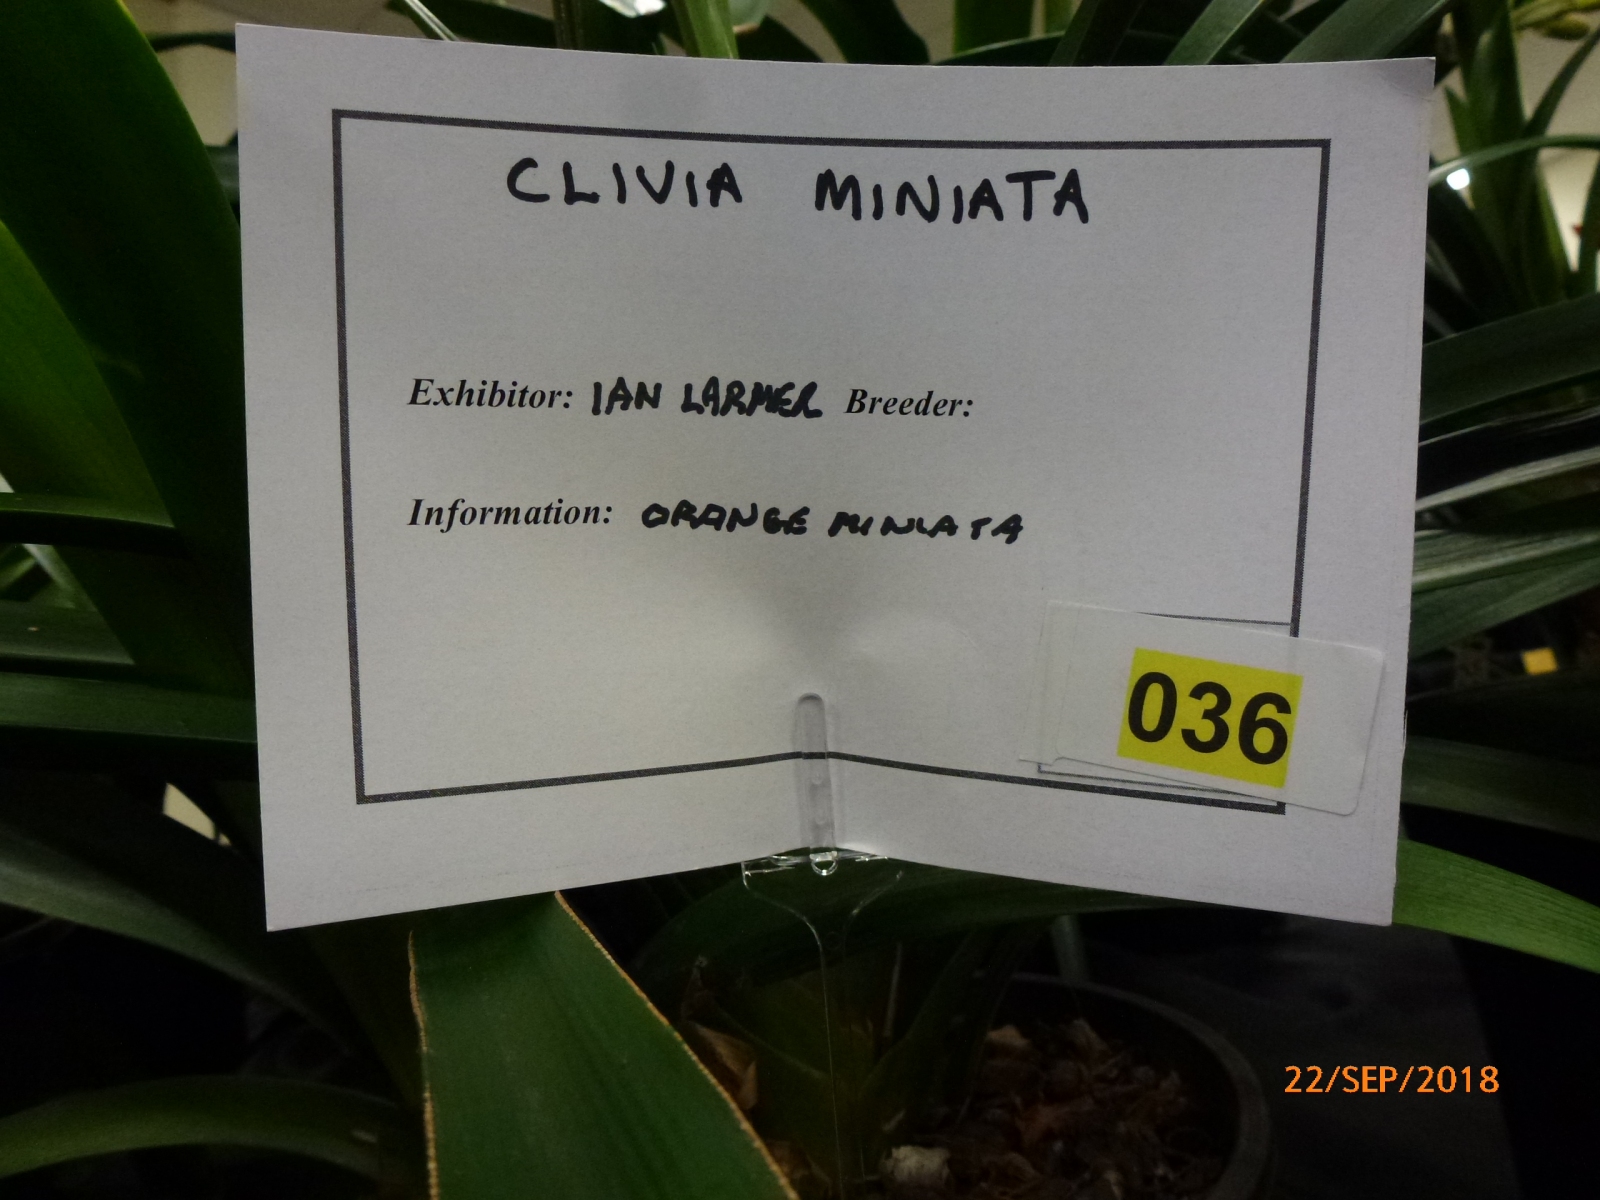 CLIVIA MINIATA
Exhibitor: IAN LARMER Breeder:
Information: ORANGE MINIATA
036
22/SEP/2018